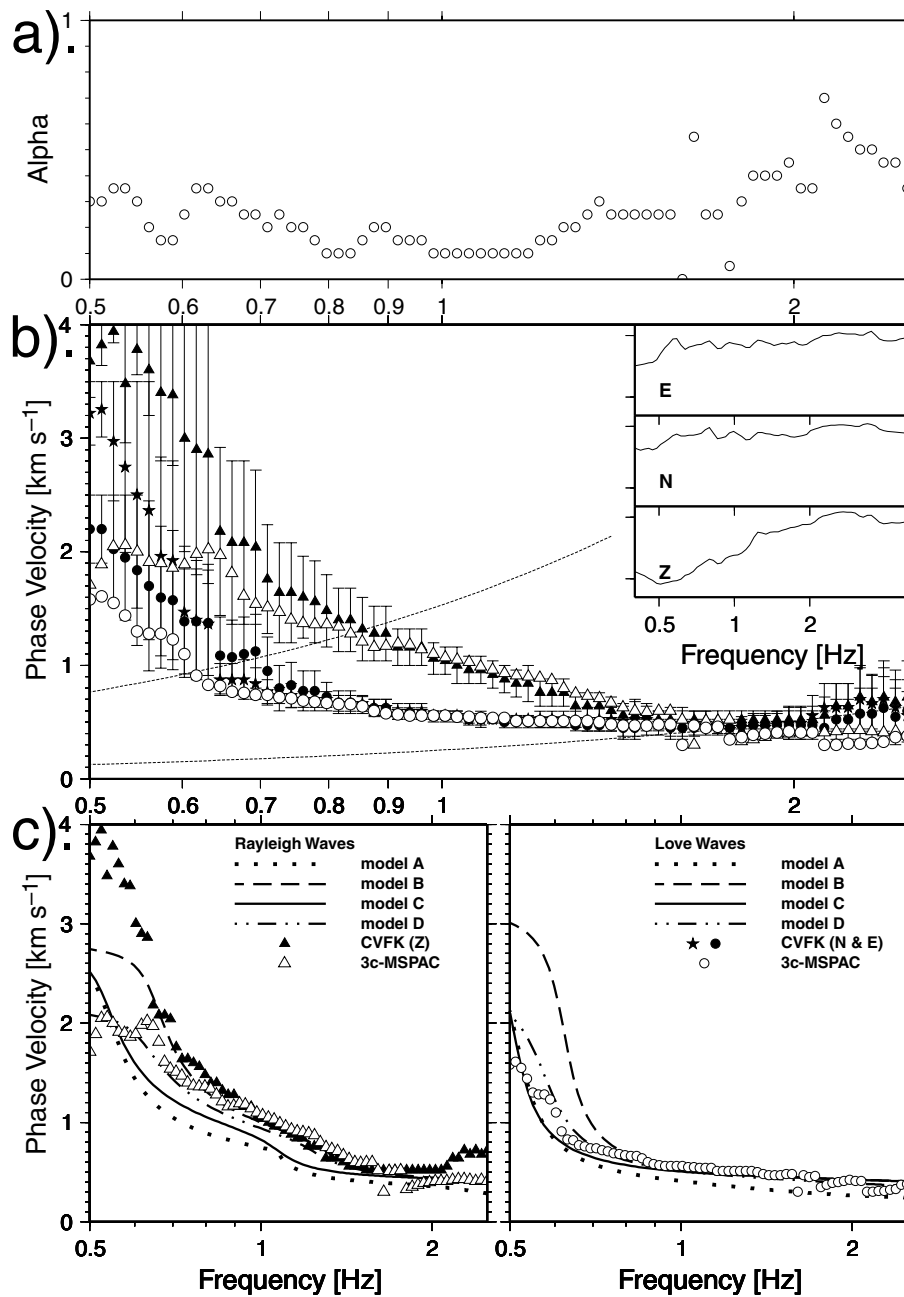 a).
1
Alpha
0
0.5 0.6 0.7 0.8 0.9 1 2
b).
4
3
2
1
0
Phase Velocity [km s⁻¹]
E
N
Z
0.5 1 2
Frequency [Hz]
0.5 0.6 0.7 0.8 0.9 1 2
c).
4
3
2
1
0
Phase Velocity [km s⁻¹]
Rayleigh Waves
model A
model B
model C
model D
CVFK (Z)
3c-MSPAC
0.5 1 2
Frequency [Hz]
Love Waves
model A
model B
model C
model D
CVFK (N & E)
3c-MSPAC
0.5 1 2
Frequency [Hz]